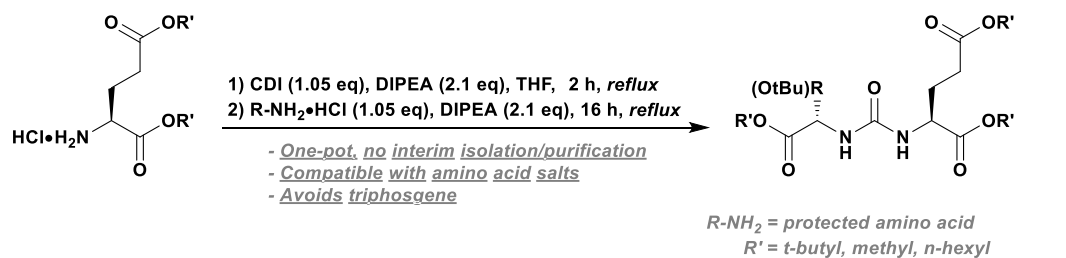 O OR'
HCl•H2N OR'
O
1) CDI (1.05 eq), DIPEA (2.1 eq), THF, 2 h, reflux
2) R-NH2•HCl (1.05 eq), DIPEA (2.1 eq), 16 h, reflux
- One-pot, no interim isolation/purification
- Compatible with amino acid salts
- Avoids triphosgene
O OR'
(OtBu)R O
R'O N N OR'
H H
O O
R-NH2 = protected amino acid
R' = t-butyl, methyl, n-hexyl